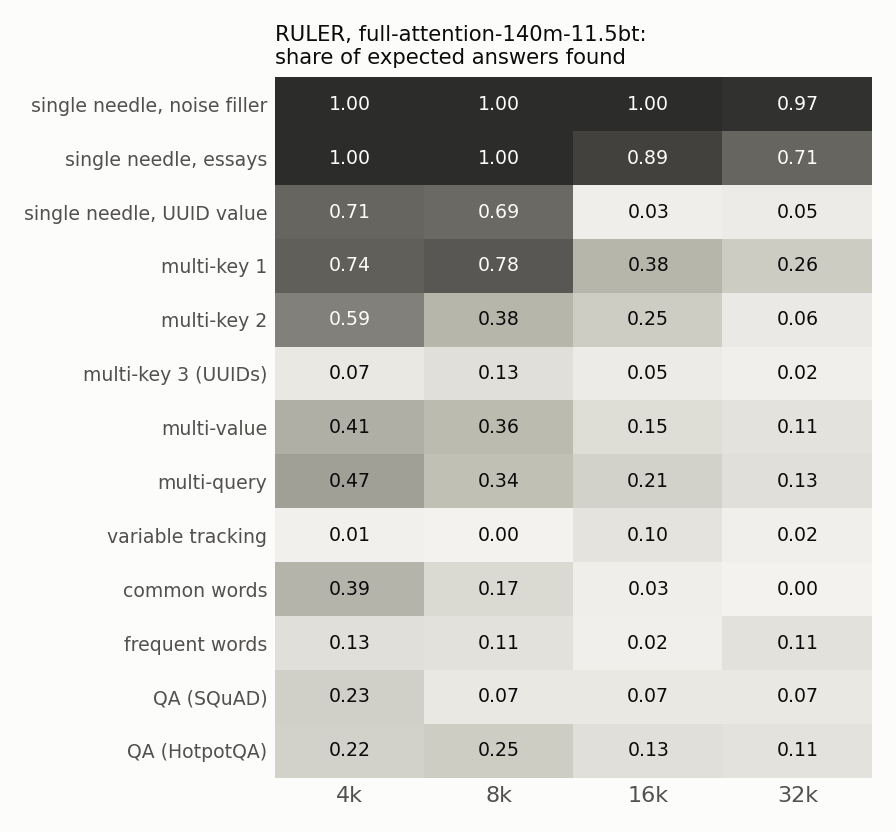 RULER, full-attention-140m-11.5bt:
share of expected answers found
single needle, noise filler 1.00 1.00 1.00 0.97
single needle, essays 1.00 1.00 0.89 0.71
single needle, UUID value 0.71 0.69 0.03 0.05
multi-key 1 0.74 0.78 0.38 0.26
multi-key 2 0.59 0.38 0.25 0.06
multi-key 3 (UUIDs) 0.07 0.13 0.05 0.02
multi-value 0.41 0.36 0.15 0.11
multi-query 0.47 0.34 0.21 0.13
variable tracking 0.01 0.00 0.10 0.02
common words 0.39 0.17 0.03 0.00
frequent words 0.13 0.11 0.02 0.11
QA (SQuAD) 0.23 0.07 0.07 0.07
QA (HotpotQA) 0.22 0.25 0.13 0.11
4k 8k 16k 32k